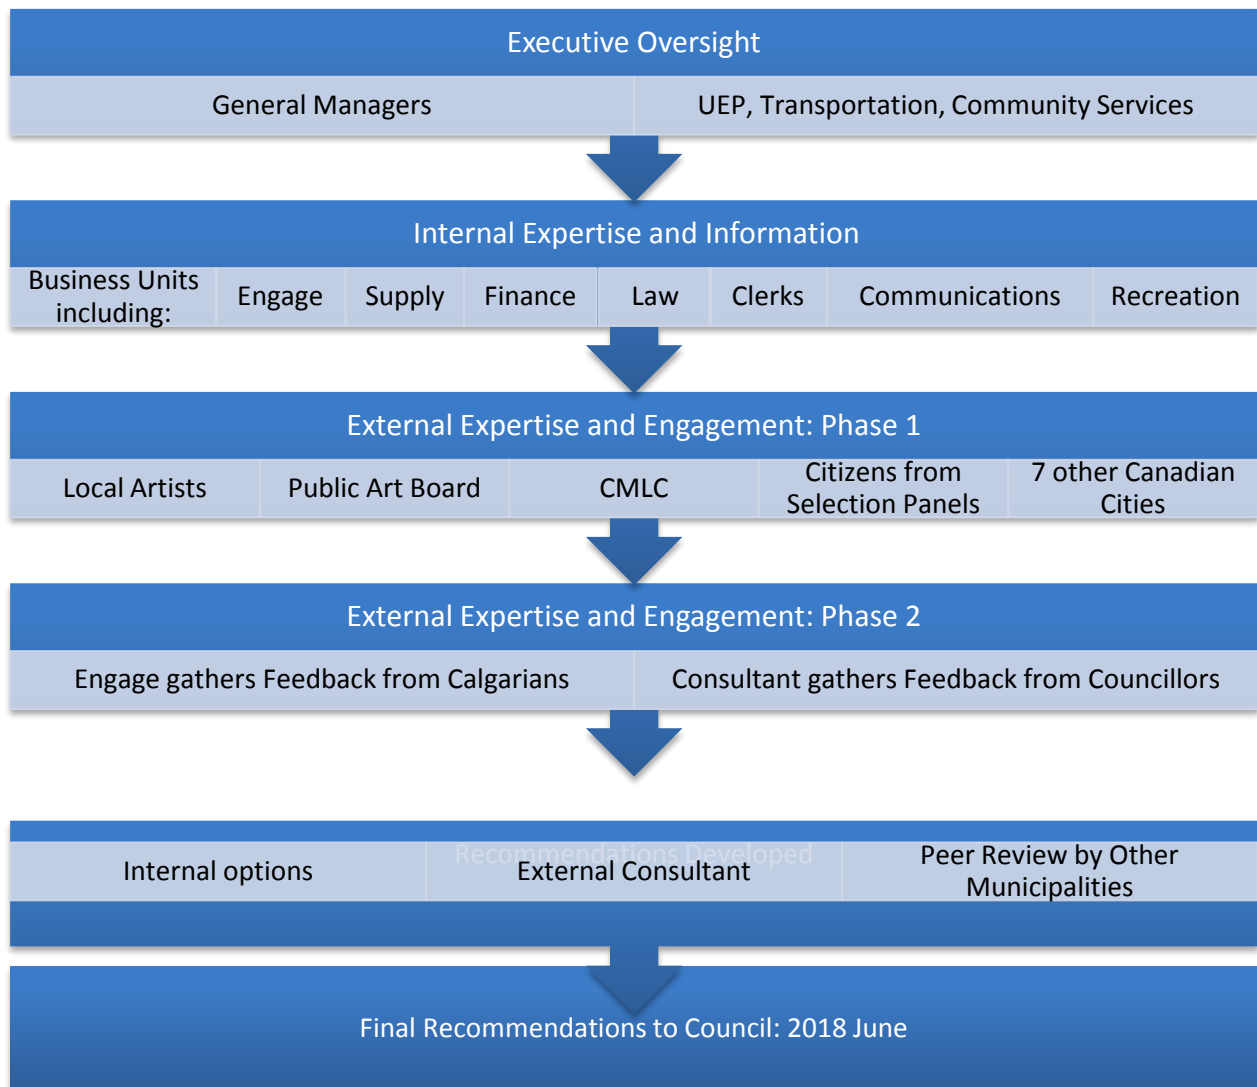 Executive Oversight
General Managers
UEP, Transportation, Community Services
Internal Expertise and Information
Business Units
including:
Engage
Supply
Finance
Law
Clerks
Communications
Recreation
External Expertise and Engagement: Phase 1
Local Artists
Public Art Board
CMLC
Citizens from
Selection Panels
7 other Canadian
Cities
External Expertise and Engagement: Phase 2
Engage gathers Feedback from Calgarians
Consultant gathers Feedback from Councillors
Recommendations Developed
Internal options
External Consultant
Peer Review by Other
Municipalities
Final Recommendations to Council: 2018 June